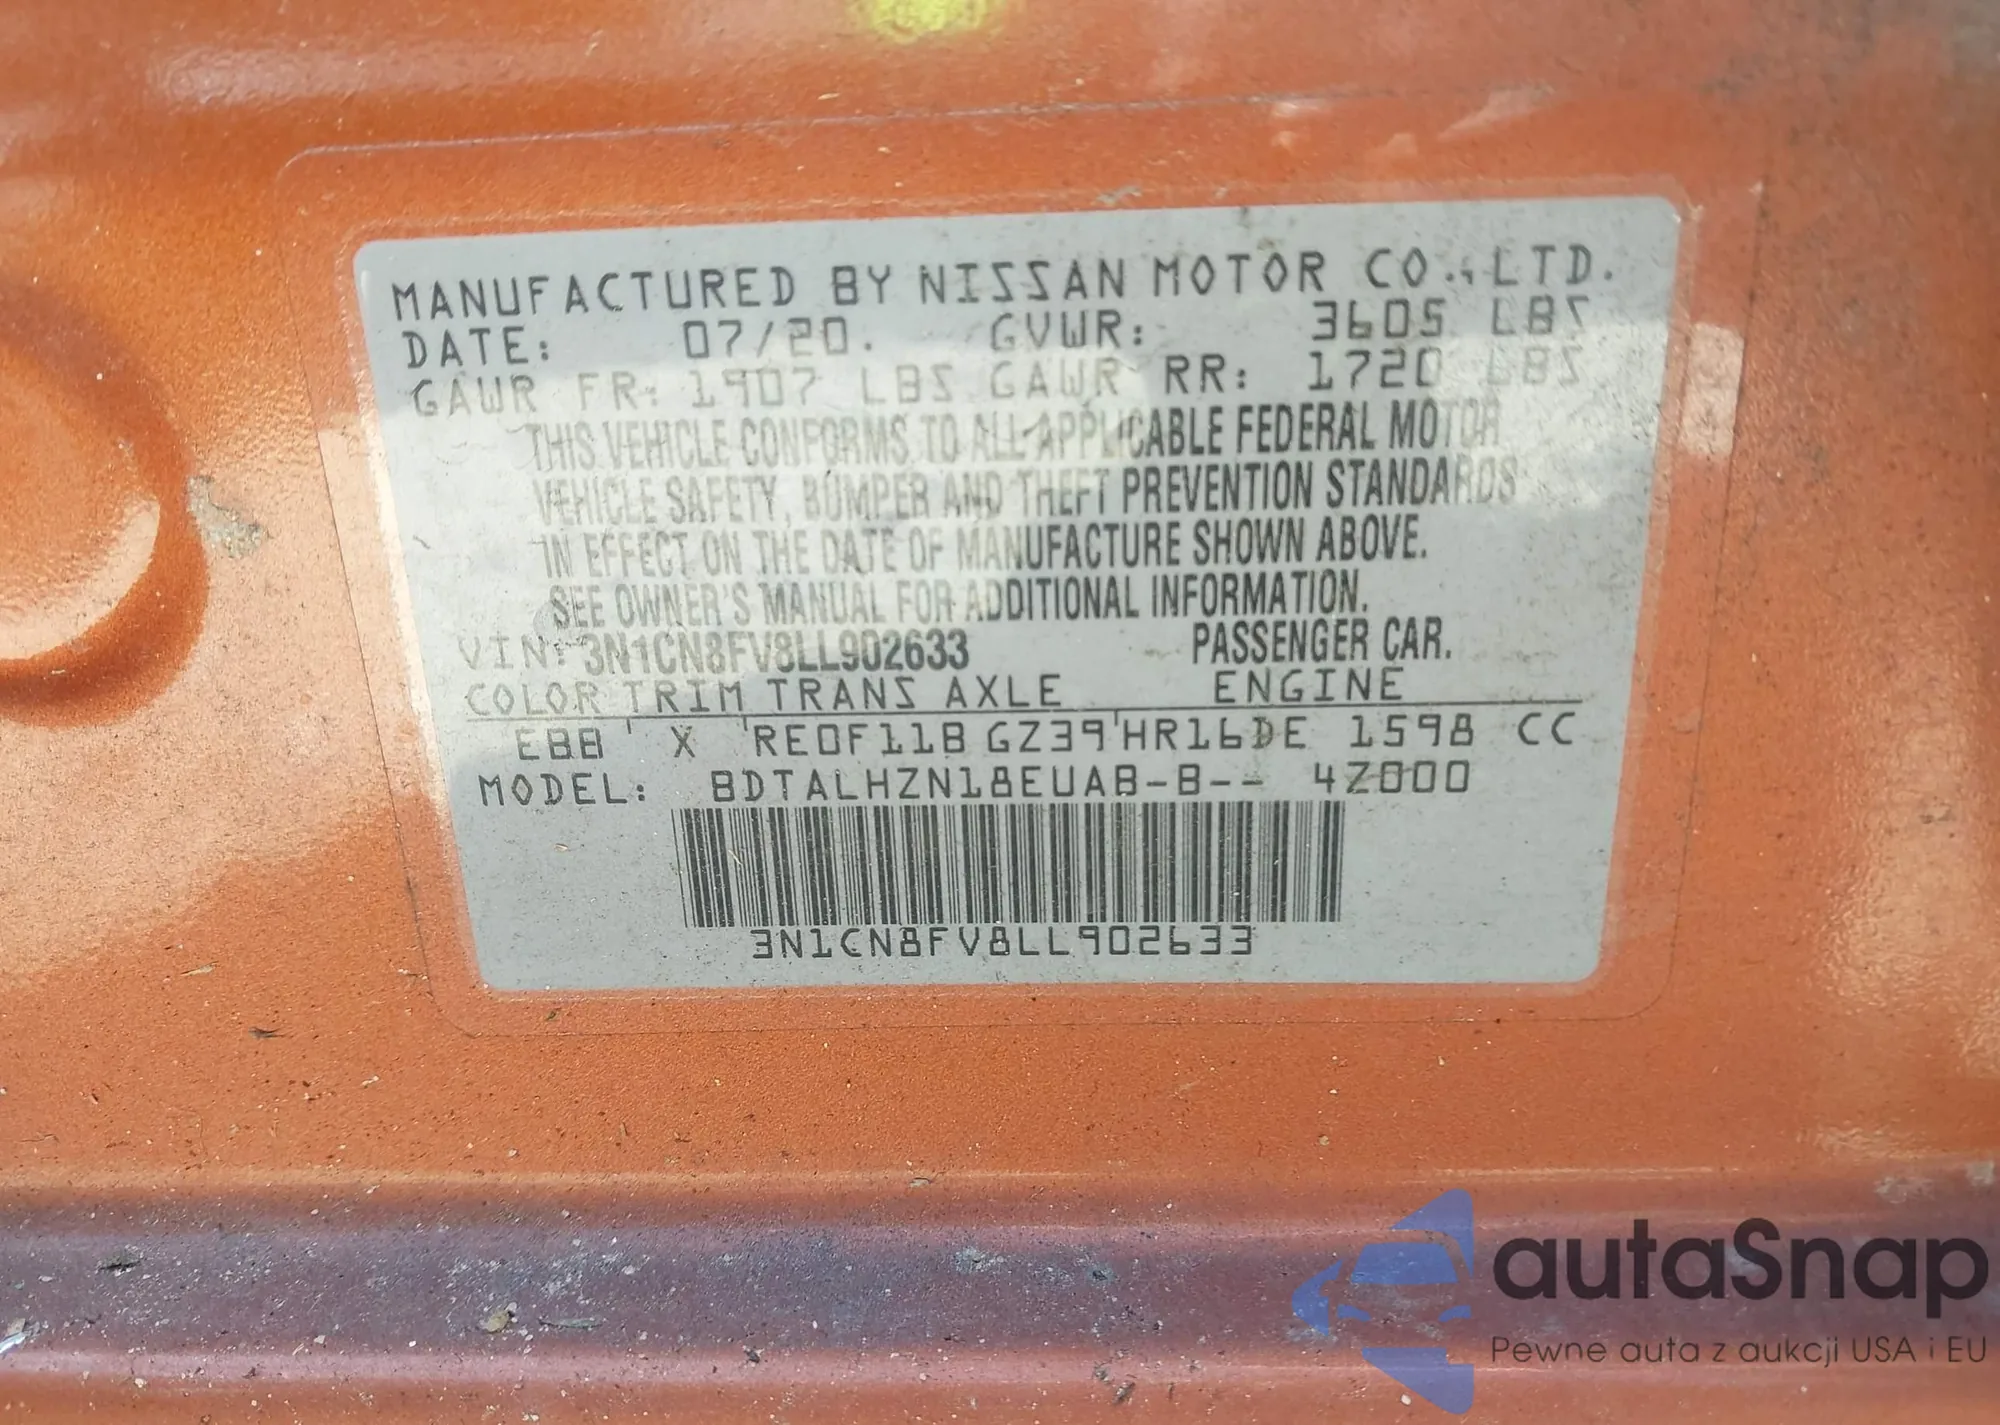 MANUFACTURED BY NISSAN MOTOR CO., LTD.
DATE: 07/20. GVWR: 3605 LBS
GAWR FR: 1907 LBS GAWR RR: 1720 LBS
THIS VEHICLE CONFORMS TO ALL APPLICABLE FEDERAL MOTOR
VEHICLE SAFETY, BUMPER AND THEFT PREVENTION STANDARDS
IN EFFECT ON THE DATE OF MANUFACTURE SHOWN ABOVE.
SEE OWNER'S MANUAL FOR ADDITIONAL INFORMATION.
VIN: 3N1CN8FV8LL902633 PASSENGER CAR.
COLOR TRIM TRANS AXLE ENGINE
EBB X RE0F11B GZ39 HR16DE 1598 CC
MODEL: BDTALHZN18EUAB-B-- 4Z000
3N1CN8FV8LL902633
autaSnap
Pewne auta z aukcji USA i EU